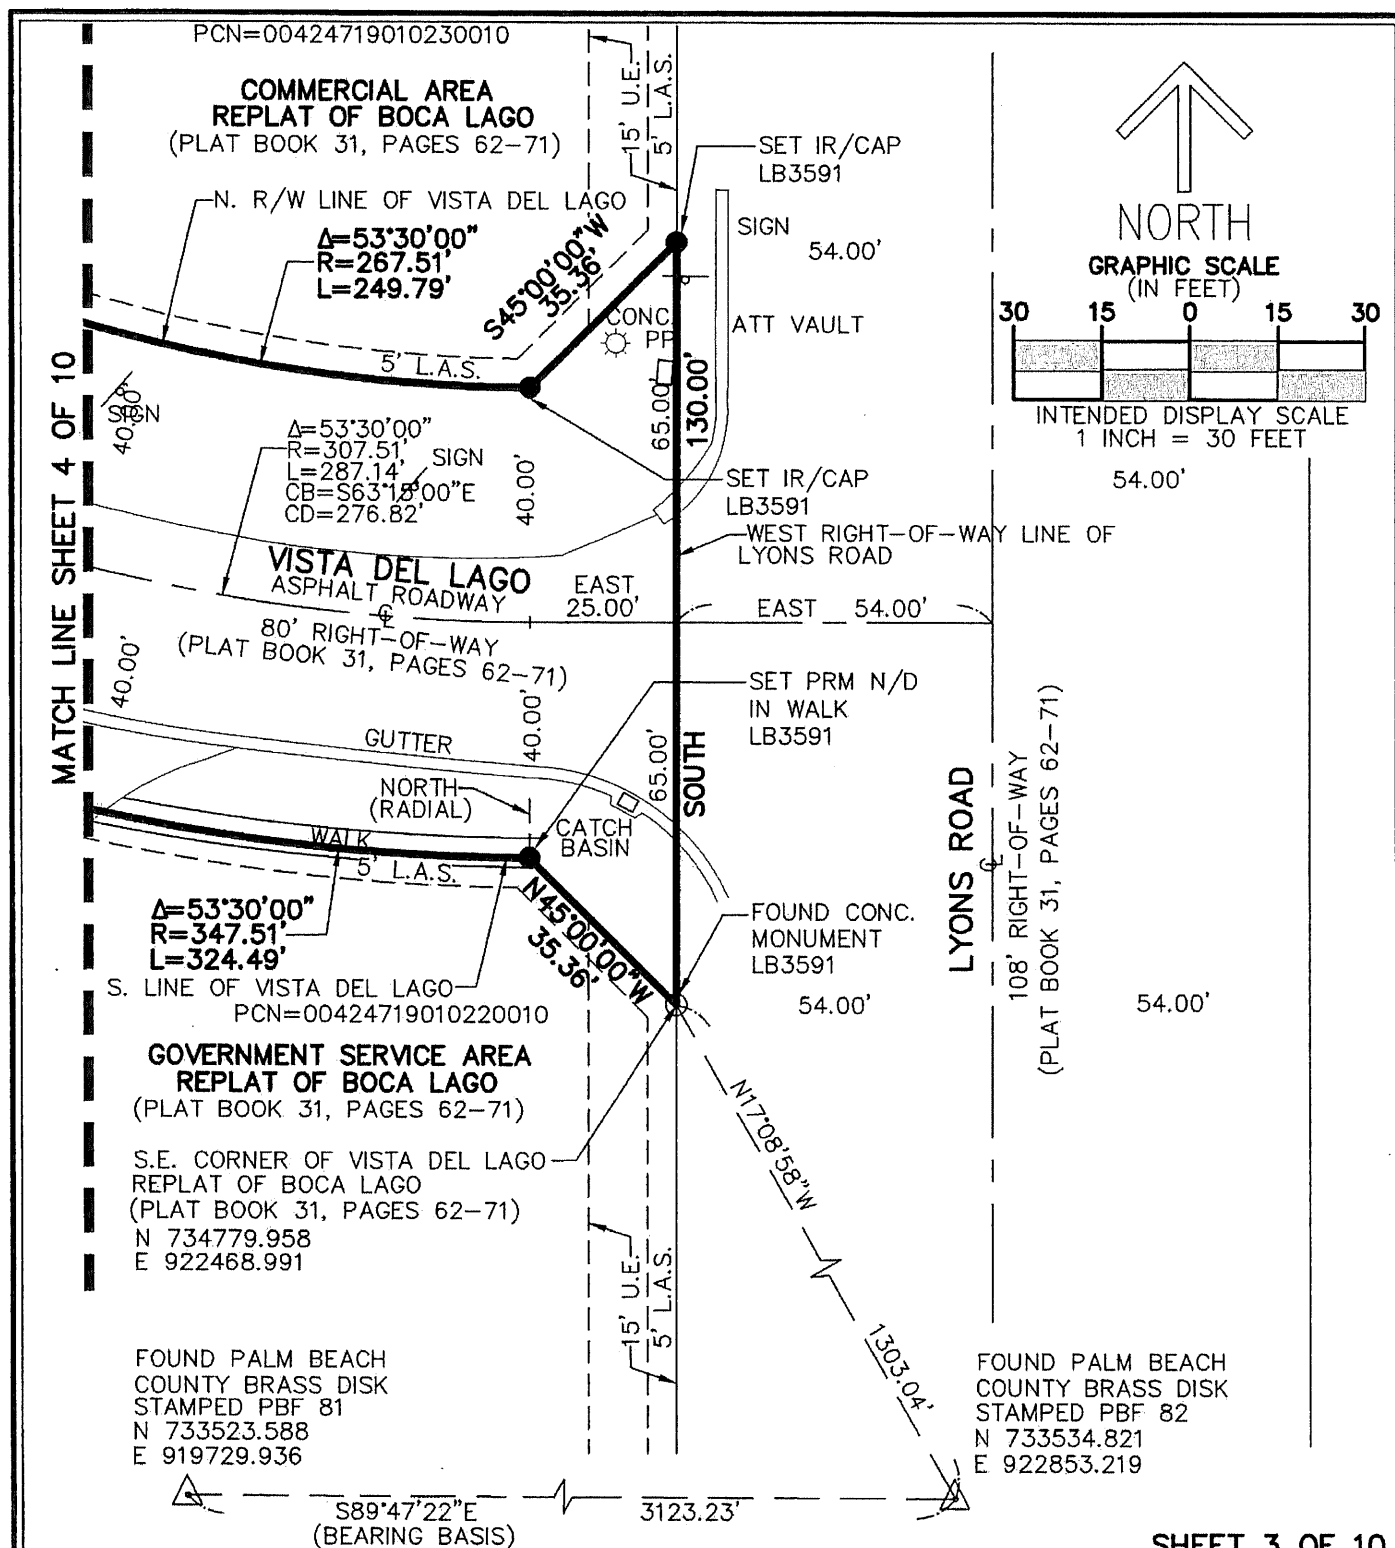 PCN=00424719010230010
COMMERCIAL AREA
REPLAT OF BOCA LAGO
(PLAT BOOK 31, PAGES 62-71)
15' U.E.
5' L.A.S.
SET IR/CAP
LB3591
N. R/W LINE OF VISTA DEL LAGO
Δ=53°30'00"
R=267.51'
L=249.79'
S45°00'00"W
35.36'
SIGN
54.00'
NORTH
GRAPHIC SCALE
(IN FEET)
30 15 0 15 30
INTENDED DISPLAY SCALE
1 INCH = 30 FEET
CONC.
PP
ATT VAULT
5' L.A.S.
65.00'
130.00'
MATCH LINE SHEET 4 OF 10
SIGN
40.00'
Δ=53°30'00"
R=307.51'
L=287.14'
CB=S63°15'00"E
CD=276.82'
SIGN
40.00'
SET IR/CAP
LB3591
54.00'
WEST RIGHT-OF-WAY LINE OF
LYONS ROAD
VISTA DEL LAGO
ASPHALT ROADWAY
EAST
25.00'
EAST 54.00'
80' RIGHT-OF-WAY
(PLAT BOOK 31, PAGES 62-71)
40.00'
40.00'
SET PRM N/D
IN WALK
LB3591
GUTTER
65.00'
SOUTH
NORTH
(RADIAL)
CATCH
BASIN
WALK
5' L.A.S.
LYONS ROAD
108' RIGHT-OF-WAY
(PLAT BOOK 31, PAGES 62-71)
Δ=53°30'00"
R=347.51'
L=324.49'
N45°00'00"W
35.36'
FOUND CONC.
MONUMENT
LB3591
S. LINE OF VISTA DEL LAGO
PCN=00424719010220010
54.00'
54.00'
GOVERNMENT SERVICE AREA
REPLAT OF BOCA LAGO
(PLAT BOOK 31, PAGES 62-71)
N17°08'58"W
1303.04'
S.E. CORNER OF VISTA DEL LAGO
REPLAT OF BOCA LAGO
(PLAT BOOK 31, PAGES 62-71)
N 734779.958
E 922468.991
15' U.E.
5' L.A.S.
FOUND PALM BEACH
COUNTY BRASS DISK
STAMPED PBF 81
N 733523.588
E 919729.936
FOUND PALM BEACH
COUNTY BRASS DISK
STAMPED PBF 82
N 733534.821
E 922853.219
S89°47'22"E
(BEARING BASIS)
3123.23'
SHEET 3 OF 10